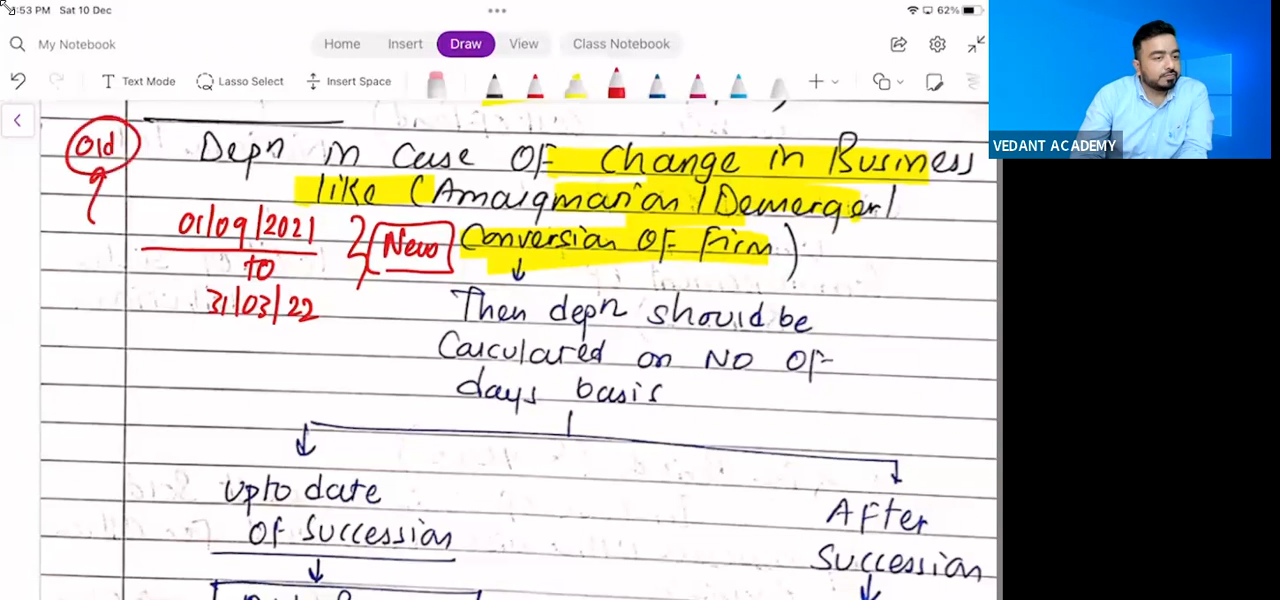 :53 PM Sat 10 Dec
62%
My Notebook
Home Insert Draw View Class Notebook
Text Mode Lasso Select Insert Space
VEDANT ACADEMY
Old
Depn in Case OF Change in Business
like (Amalgmation / Demerger /
Conversion OF Firm)
01/09/2021
to
31/03/22
New
Then depn should be
Calculated on NO OF
days basis
Upto date
OF Succession
After
Succession